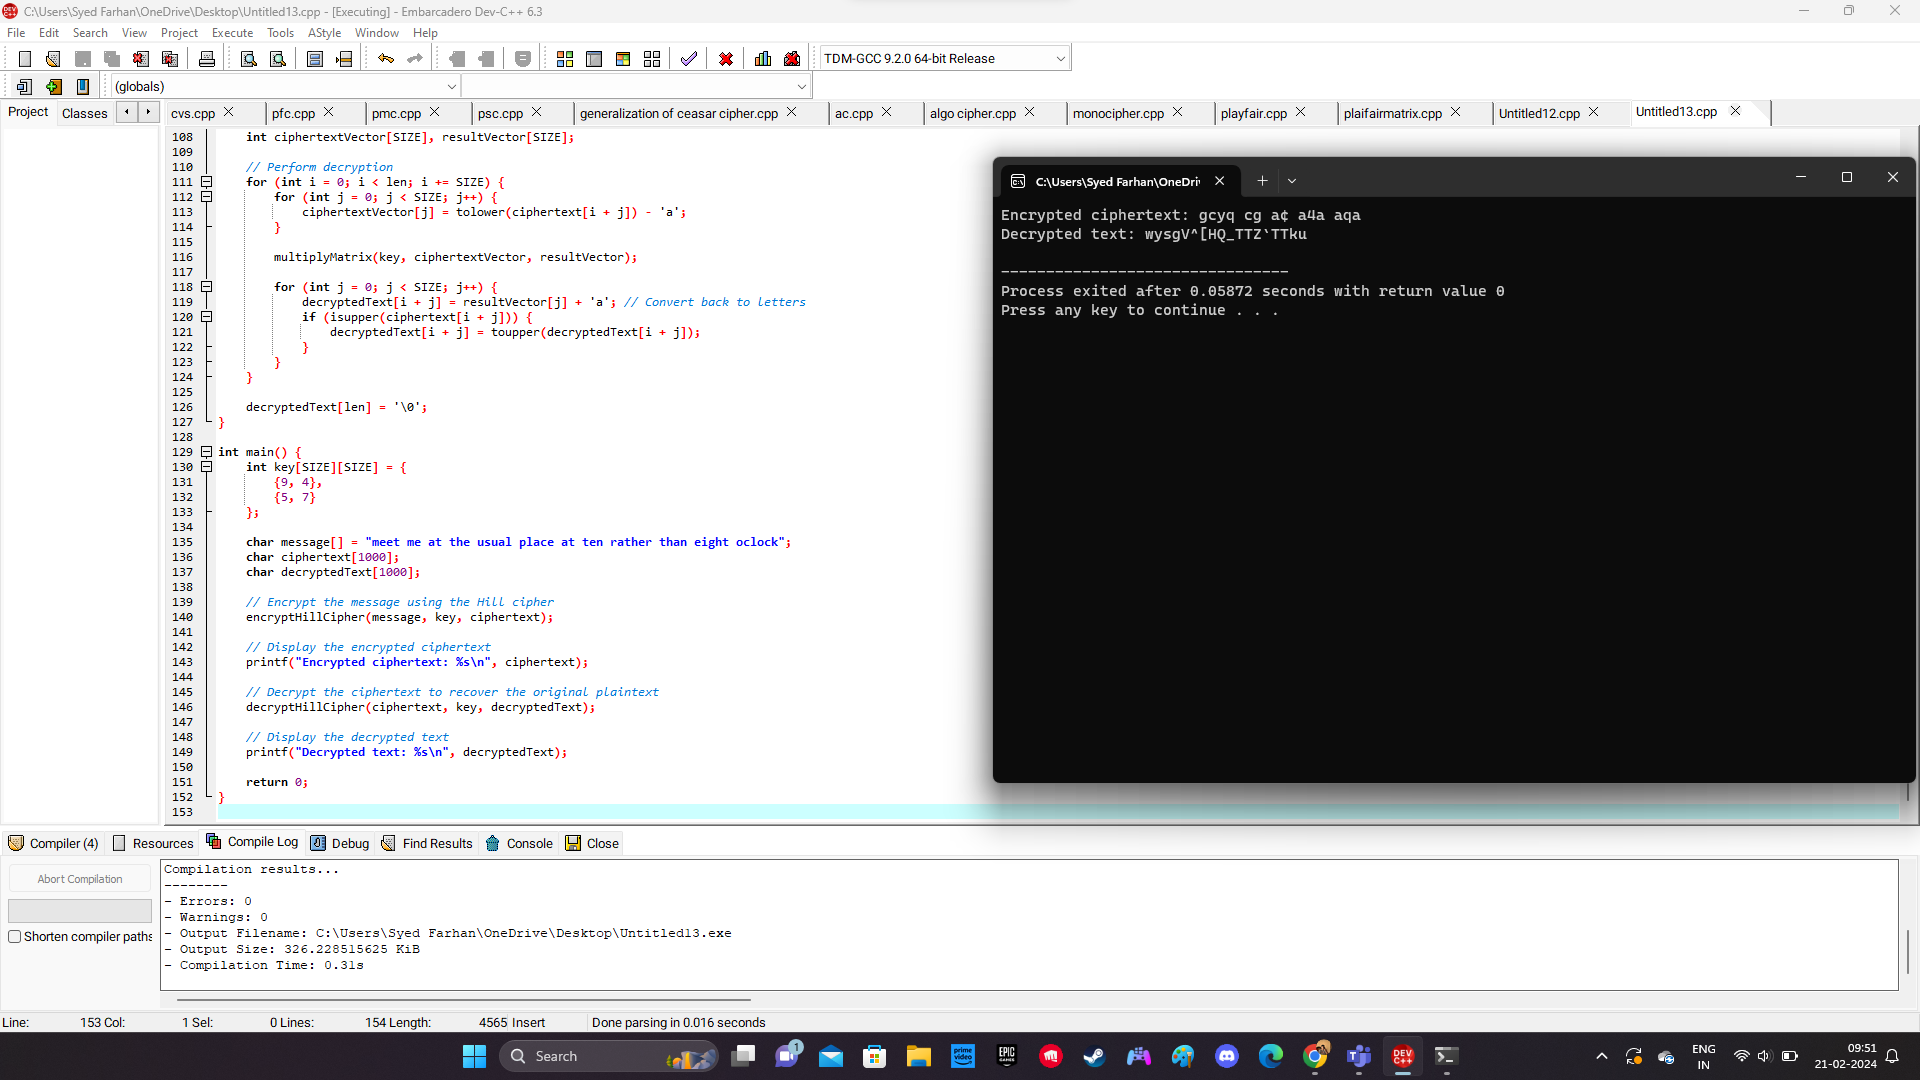 C:\Users\Syed Farhan\OneDrive\Desktop\Untitled13.cpp - [Executing] - Embarcadero Dev-C++ 6.3
File Edit Search View Project Execute Tools AStyle Window Help
TDM-GCC 9.2.0 64-bit Release
(globals)
Project Classes
cvs.cpp pfc.cpp pmc.cpp psc.cpp generalization of ceasar cipher.cpp ac.cpp algo cipher.cpp monocipher.cpp playfair.cpp plaifairmatrix.cpp Untitled12.cpp Untitled13.cpp
108 int ciphertextVector[SIZE], resultVector[SIZE];
109
110 // Perform decryption
111 for (int i = 0; i < len; i += SIZE) {
112 for (int j = 0; j < SIZE; j++) {
113 ciphertextVector[j] = tolower(ciphertext[i + j]) - 'a';
114 }
115
116 multiplyMatrix(key, ciphertextVector, resultVector);
117
118 for (int j = 0; j < SIZE; j++) {
119 decryptedText[i + j] = resultVector[j] + 'a'; // Convert back to letters
120 if (isupper(ciphertext[i + j])) {
121 decryptedText[i + j] = toupper(decryptedText[i + j]);
122 }
123 }
124 }
125
126 decryptedText[len] = '\0';
127 }
128
129 int main() {
130 int key[SIZE][SIZE] = {
131 {9, 4},
132 {5, 7}
133 };
134
135 char message[] = "meet me at the usual place at ten rather than eight oclock";
136 char ciphertext[1000];
137 char decryptedText[1000];
138
139 // Encrypt the message using the Hill cipher
140 encryptHillCipher(message, key, ciphertext);
141
142 // Display the encrypted ciphertext
143 printf("Encrypted ciphertext: %s\n", ciphertext);
144
145 // Decrypt the ciphertext to recover the original plaintext
146 decryptHillCipher(ciphertext, key, decryptedText);
147
148 // Display the decrypted text
149 printf("Decrypted text: %s\n", decryptedText);
150
151 return 0;
152 }
153
C:\Users\Syed Farhan\OneDri
Encrypted ciphertext: gcyq cg a¢ a4a aqa
Decrypted text: wysgV^[HQ_TTZ`TTku
--------------------------------
Process exited after 0.05872 seconds with return value 0
Press any key to continue . . .
Compiler (4) Resources Compile Log Debug Find Results Console Close
Abort Compilation
Shorten compiler paths
Compilation results...
--------
- Errors: 0
- Warnings: 0
- Output Filename: C:\Users\Syed Farhan\OneDrive\Desktop\Untitled13.exe
- Output Size: 326.228515625 KiB
- Compilation Time: 0.31s
Line: 153 Col: 1 Sel: 0 Lines: 154 Length: 4565 Insert Done parsing in 0.016 seconds
Search
1
prime video
EPIC GAMES
DEV C++
ENG
IN
09:51
21-02-2024